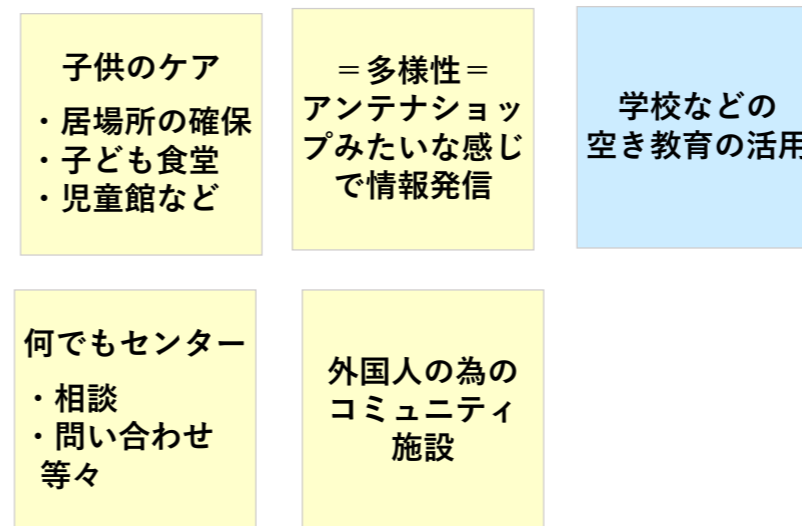 子供のケア
・居場所の確保
・子ども食堂
・児童館など
＝多様性＝
アンテナショッ
プみたいな感じ
で情報発信
学校などの
空き教育の活用
何でもセンター
・相談
・問い合わせ
等々
外国人の為の
コミュニティ
施設